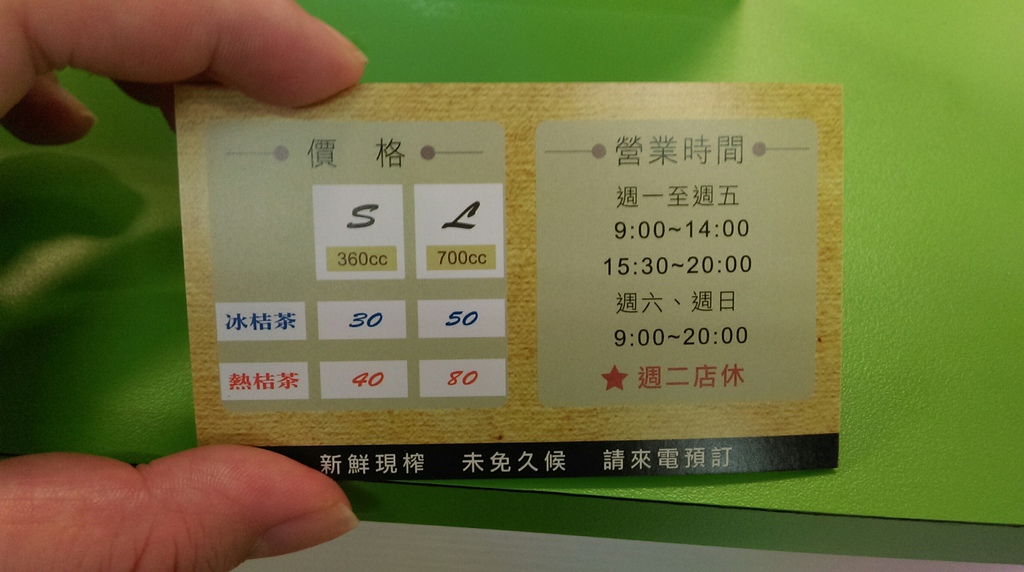 價 格
S L
360cc 700cc
冰桔茶 30 50
熱桔茶 40 80
營業時間
週一至週五
9:00~14:00
15:30~20:00
週六、週日
9:00~20:00
★週二店休
新鮮現榨 未免久候 請來電預訂